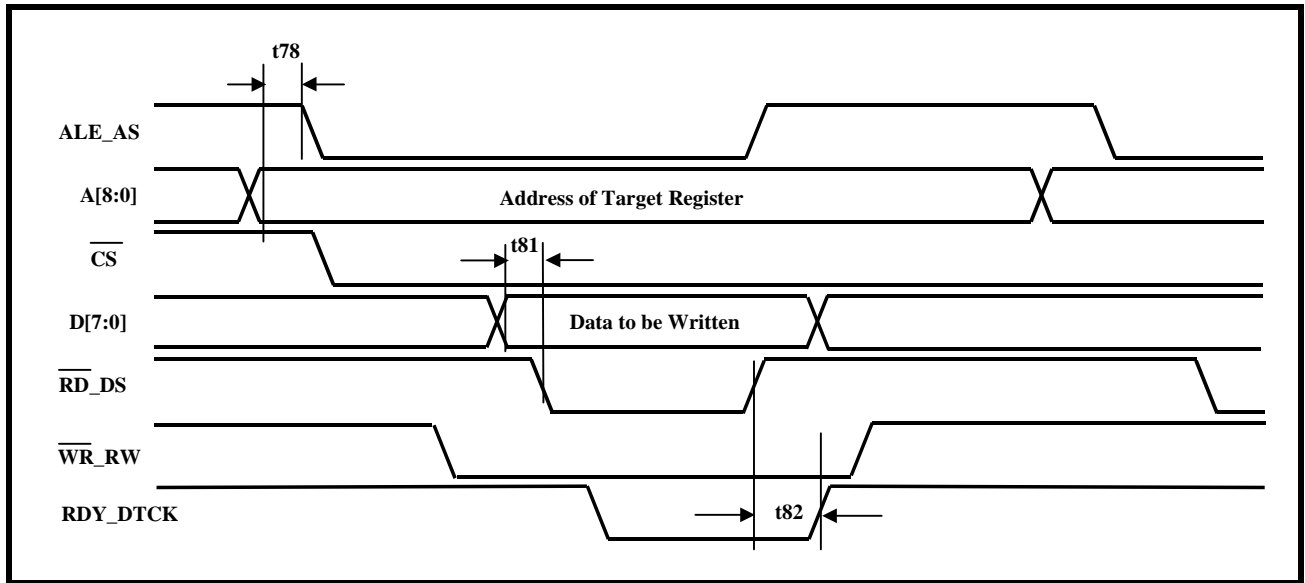 t78
ALE_AS
A[8:0]
Address of Target Register
CS
t81
D[7:0]
Data to be Written
RD_DS
WR_RW
RDY_DTCK
t82